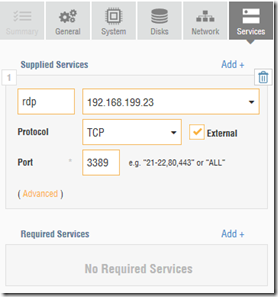 Summary General System Disks Network Services
Supplied Services Add +
1
rdp 192.168.199.23
Protocol TCP External
Port * 3389 e.g. "21-22,80,443" or "ALL"
( Advanced )
Required Services Add +
No Required Services